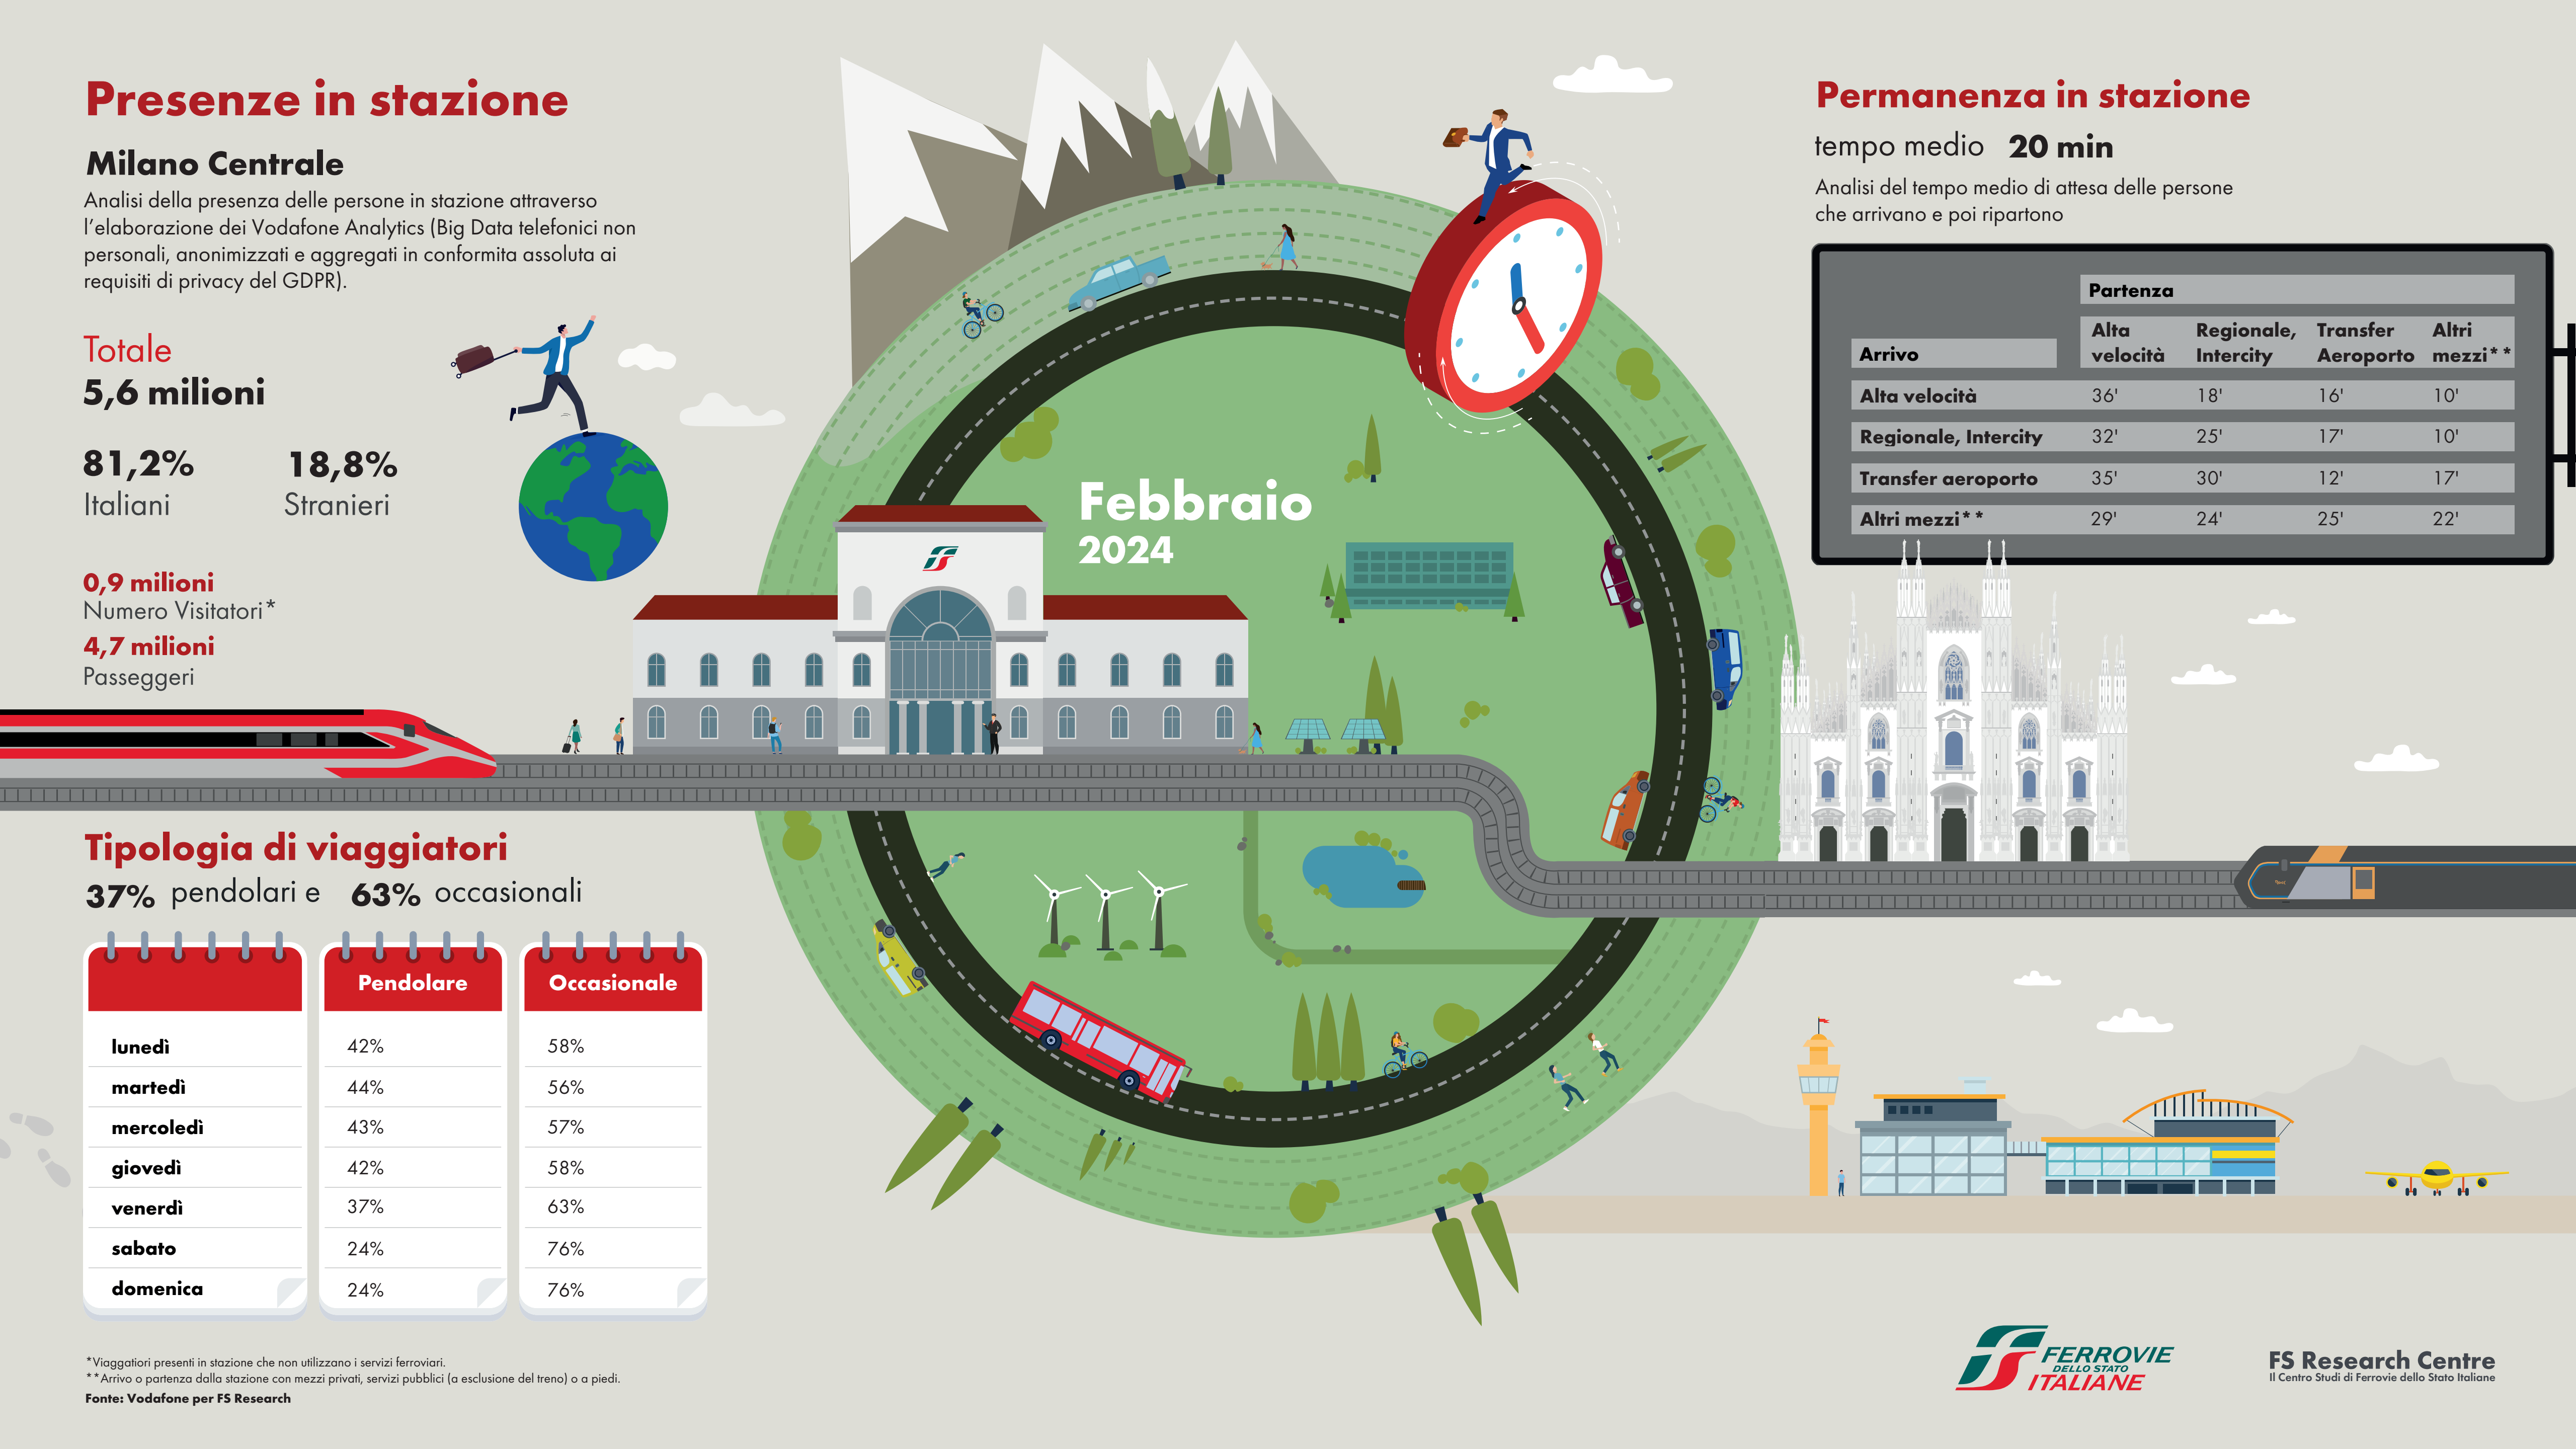 Presenze in stazione
Milano Centrale
Analisi della presenza delle persone in stazione attraverso
l'elaborazione dei Vodafone Analytics (Big Data telefonici non
personali, anonimizzati e aggregati in conformita assoluta ai
requisiti di privacy del GDPR).
Totale
5,6 milioni
81,2% 18,8%
Italiani Stranieri
0,9 milioni
Numero Visitatori*
4,7 milioni
Passeggeri
Febbraio
2024
Permanenza in stazione
tempo medio 20 min
Analisi del tempo medio di attesa delle persone
che arrivano e poi ripartono
Partenza
Alta Regionale, Transfer Altri
Arrivo velocità Intercity Aeroporto mezzi**
Alta velocità 36' 18' 16' 10'
Regionale, Intercity 32' 25' 17' 10'
Transfer aeroporto 35' 30' 12' 17'
Altri mezzi** 29' 24' 25' 22'
Tipologia di viaggiatori
37% pendolari e 63% occasionali
Pendolare Occasionale
lunedì 42% 58%
martedì 44% 56%
mercoledì 43% 57%
giovedì 42% 58%
venerdì 37% 63%
sabato 24% 76%
domenica 24% 76%
*Viaggatiori presenti in stazione che non utilizzano i servizi ferroviari.
**Arrivo o partenza dalla stazione con mezzi privati, servizi pubblici (a esclusione del treno) o a piedi.
Fonte: Vodafone per FS Research
FERROVIE
DELLO STATO
ITALIANE
FS Research Centre
Il Centro Studi di Ferrovie dello Stato Italiane